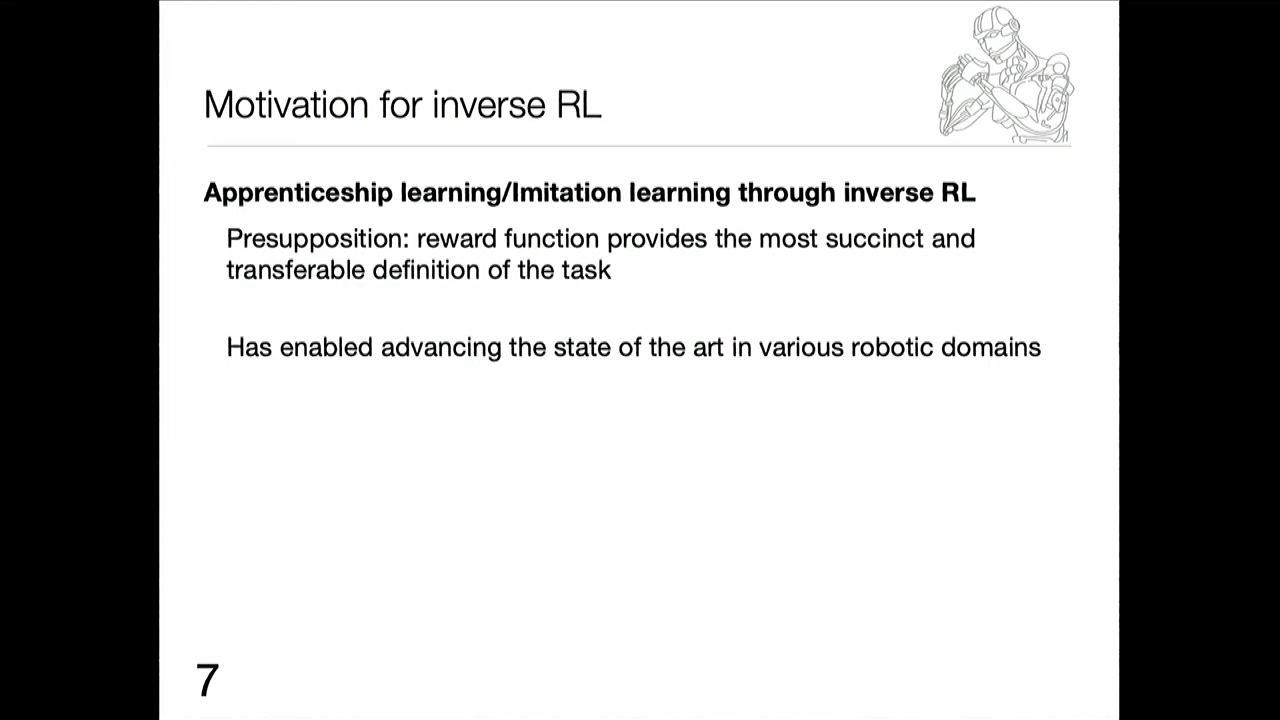 Motivation for inverse RL
Apprenticeship learning/Imitation learning through inverse RL
Presupposition: reward function provides the most succinct and
transferable definition of the task
Has enabled advancing the state of the art in various robotic domains
7